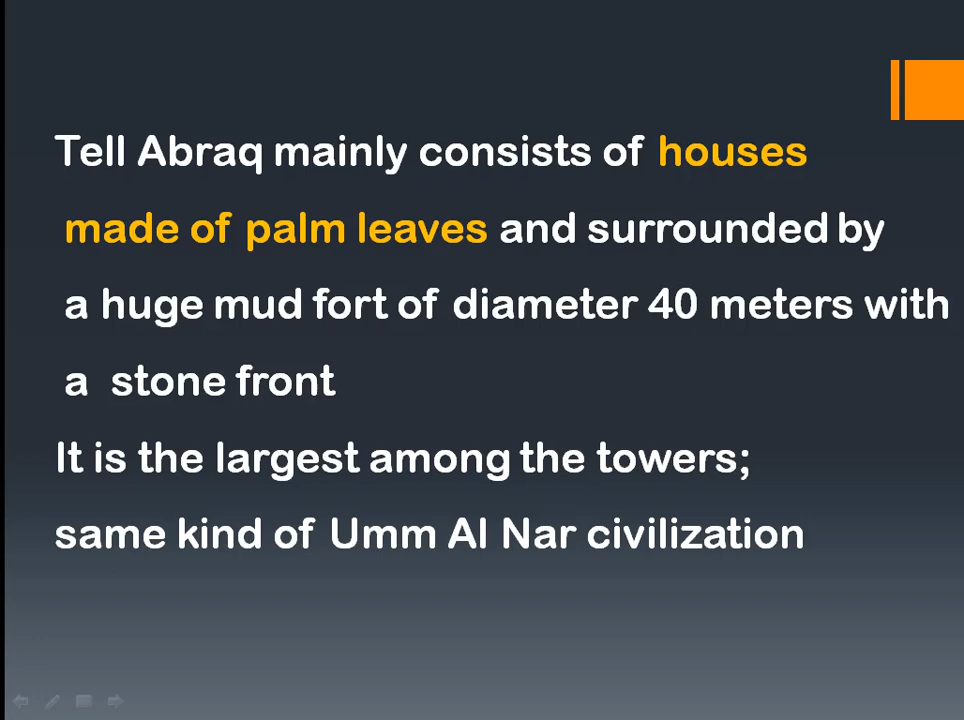 Tell Abraq mainly consists of houses
made of palm leaves and surrounded by
a huge mud fort of diameter 40 meters with
a stone front
It is the largest among the towers;
same kind of Umm Al Nar civilization